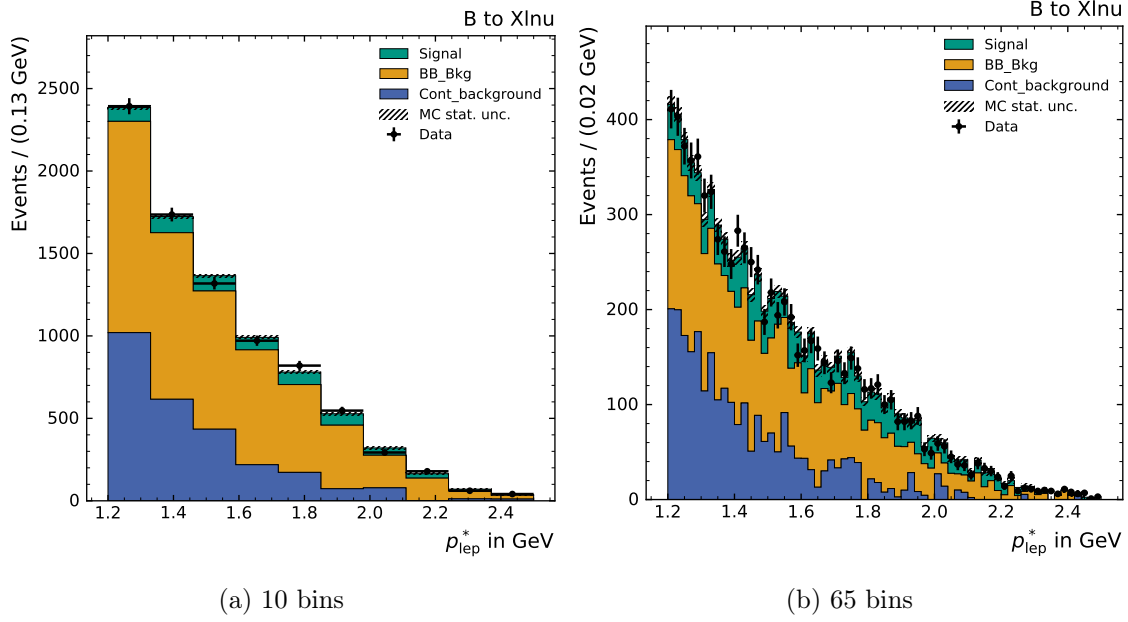 B to Xlnu
Events / (0.13 GeV)
2500
2000
1500
1000
500
0
Signal
BB_Bkg
Cont_background
MC stat. unc.
Data
1.2 1.4 1.6 1.8 2.0 2.2 2.4
p*lep in GeV
(a) 10 bins
B to Xlnu
Events / (0.02 GeV)
400
300
200
100
0
Signal
BB_Bkg
Cont_background
MC stat. unc.
Data
1.2 1.4 1.6 1.8 2.0 2.2 2.4
p*lep in GeV
(b) 65 bins